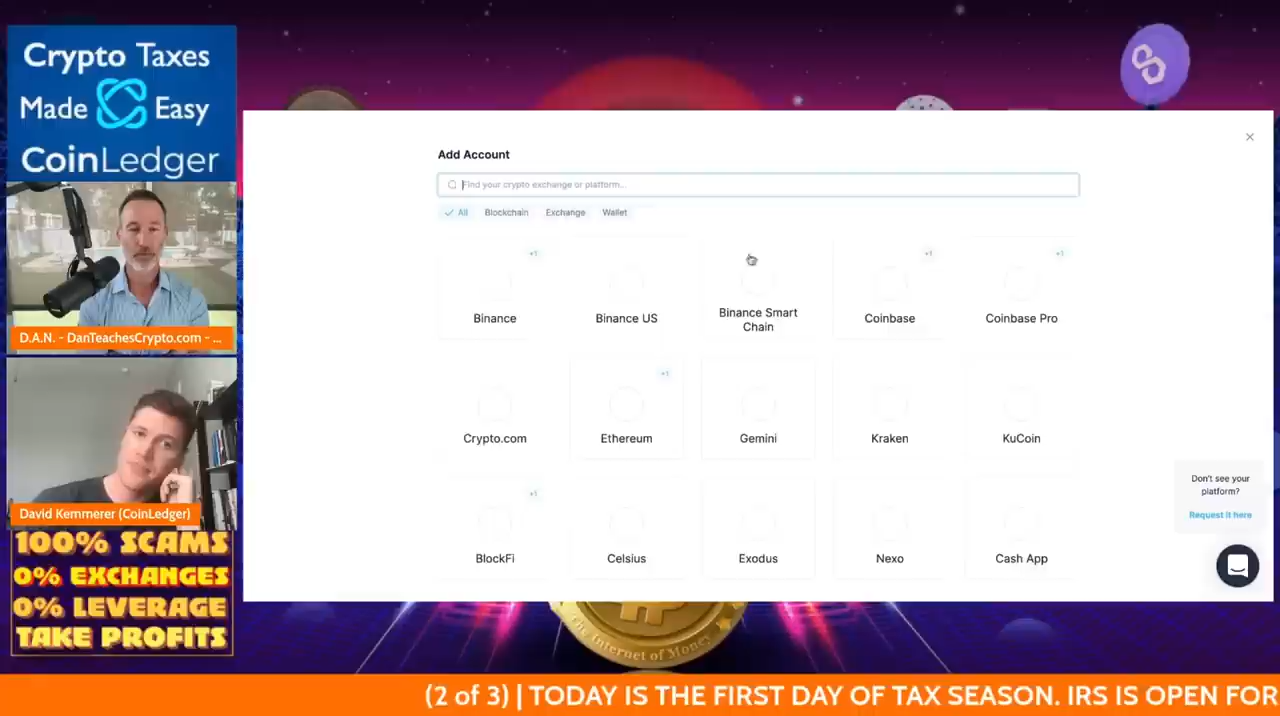 Crypto Taxes
Made Easy
CoinLedger
D.A.N. - DanTeachesCrypto.com - ...
David Kemmerer (CoinLedger)
100% SCAMS
0% EXCHANGES
0% LEVERAGE
TAKE PROFITS
Add Account
Find your crypto exchange or platform...
All Blockchain Exchange Wallet
+1
Binance
Binance US
Binance Smart
Chain
+1
Coinbase
+1
Coinbase Pro
Crypto.com
+1
Ethereum
Gemini
Kraken
KuCoin
+1
BlockFi
Celsius
Exodus
Nexo
Cash App
Don't see your
platform?
Request it here
The Internet of Money
(2 of 3) | TODAY IS THE FIRST DAY OF TAX SEASON. IRS IS OPEN FOR